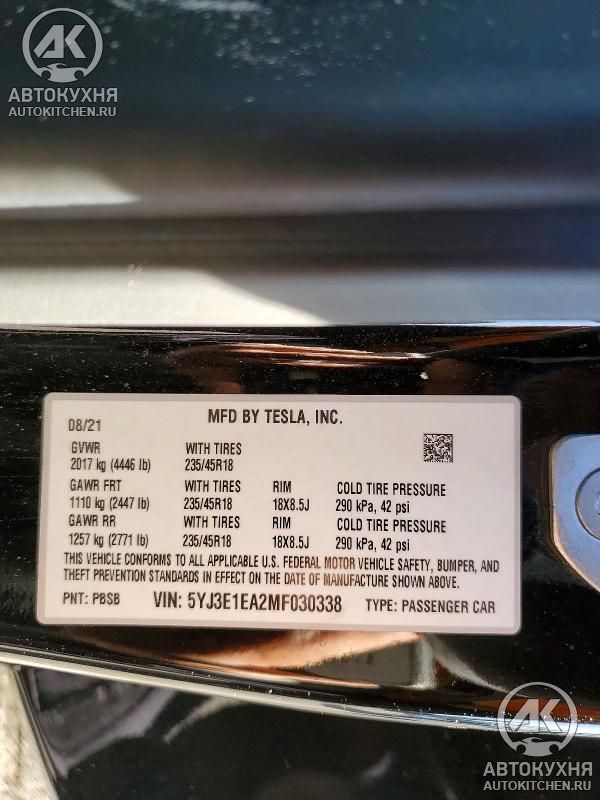 AK
АВТОКУХНЯ
AUTOKITCHEN.RU
MFD BY TESLA, INC.
08/21
GVWR WITH TIRES
2017 kg (4446 lb) 235/45R18
GAWR FRT WITH TIRES RIM COLD TIRE PRESSURE
1110 kg (2447 lb) 235/45R18 18X8.5J 290 kPa, 42 psi
GAWR RR WITH TIRES RIM COLD TIRE PRESSURE
1257 kg (2771 lb) 235/45R18 18X8.5J 290 kPa, 42 psi
THIS VEHICLE CONFORMS TO ALL APPLICABLE U.S. FEDERAL MOTOR VEHICLE SAFETY, BUMPER, AND
THEFT PREVENTION STANDARDS IN EFFECT ON THE DATE OF MANUFACTURE SHOWN ABOVE.
PNT: PBSB VIN: 5YJ3E1EA2MF030338 TYPE: PASSENGER CAR
AK
АВТОКУХНЯ
AUTOKITCHEN.RU